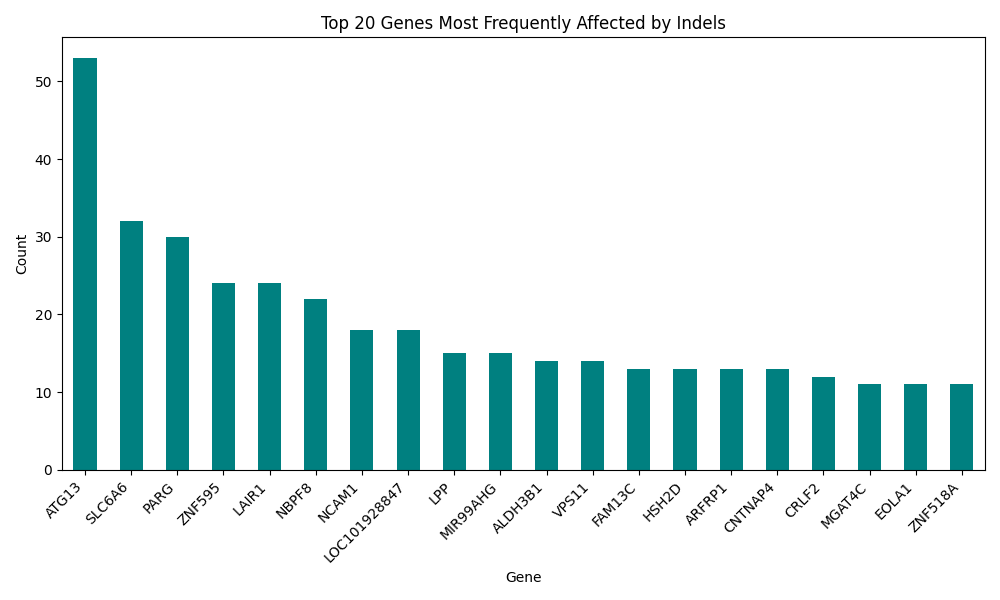 Top 20 Genes Most Frequently Affected by Indels
Count
50
40
30
20
10
0
ATG13
SLC6A6
PARG
ZNF595
LAIR1
NBPF8
NCAM1
LOC101928847
LPP
MIR99AHG
ALDH3B1
VPS11
FAM13C
HSH2D
ARFRP1
CNTNAP4
CRLF2
MGAT4C
EOLA1
ZNF518A
Gene